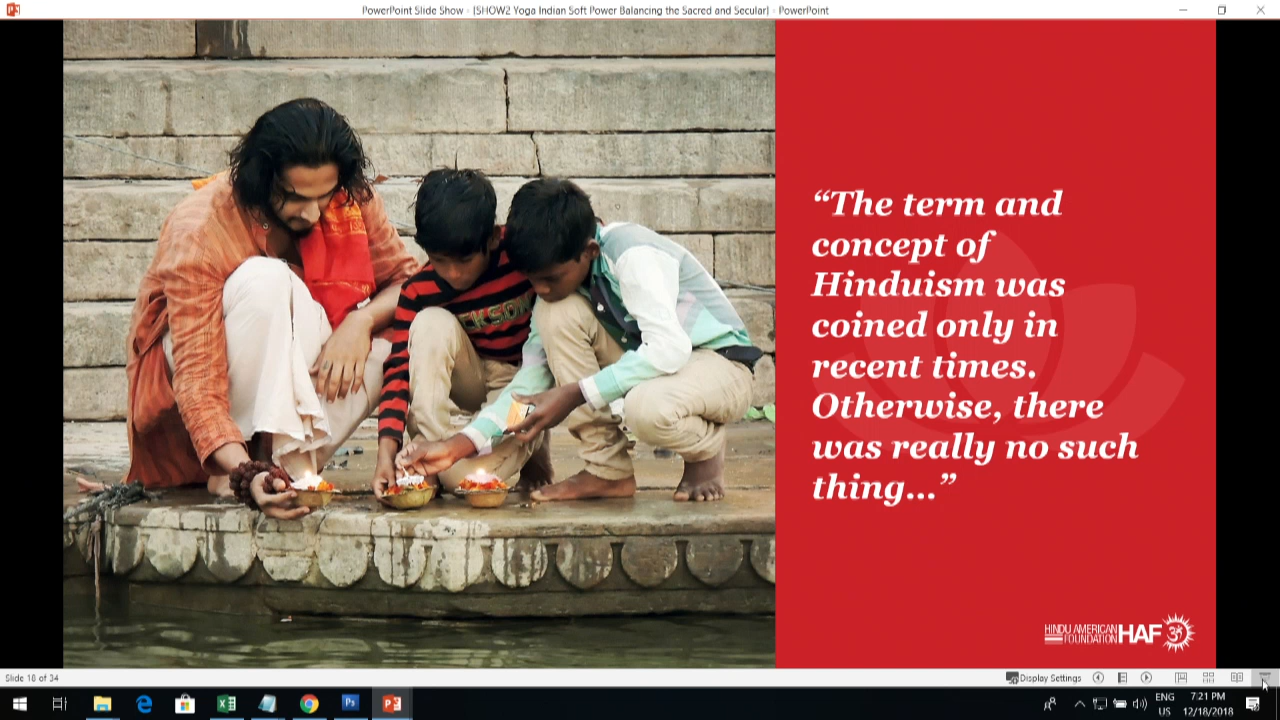 PowerPoint Slide Show - [SHOW2 Yoga Indian Soft Power Balancing the Sacred and Secular] - PowerPoint
“The term and
concept of
Hinduism was
coined only in
recent times.
Otherwise, there
was really no such
thing...”
HINDU AMERICAN
FOUNDATION HAF
Slide 18 of 34
Display Settings
ENG
US
7:21 PM
12/18/2018